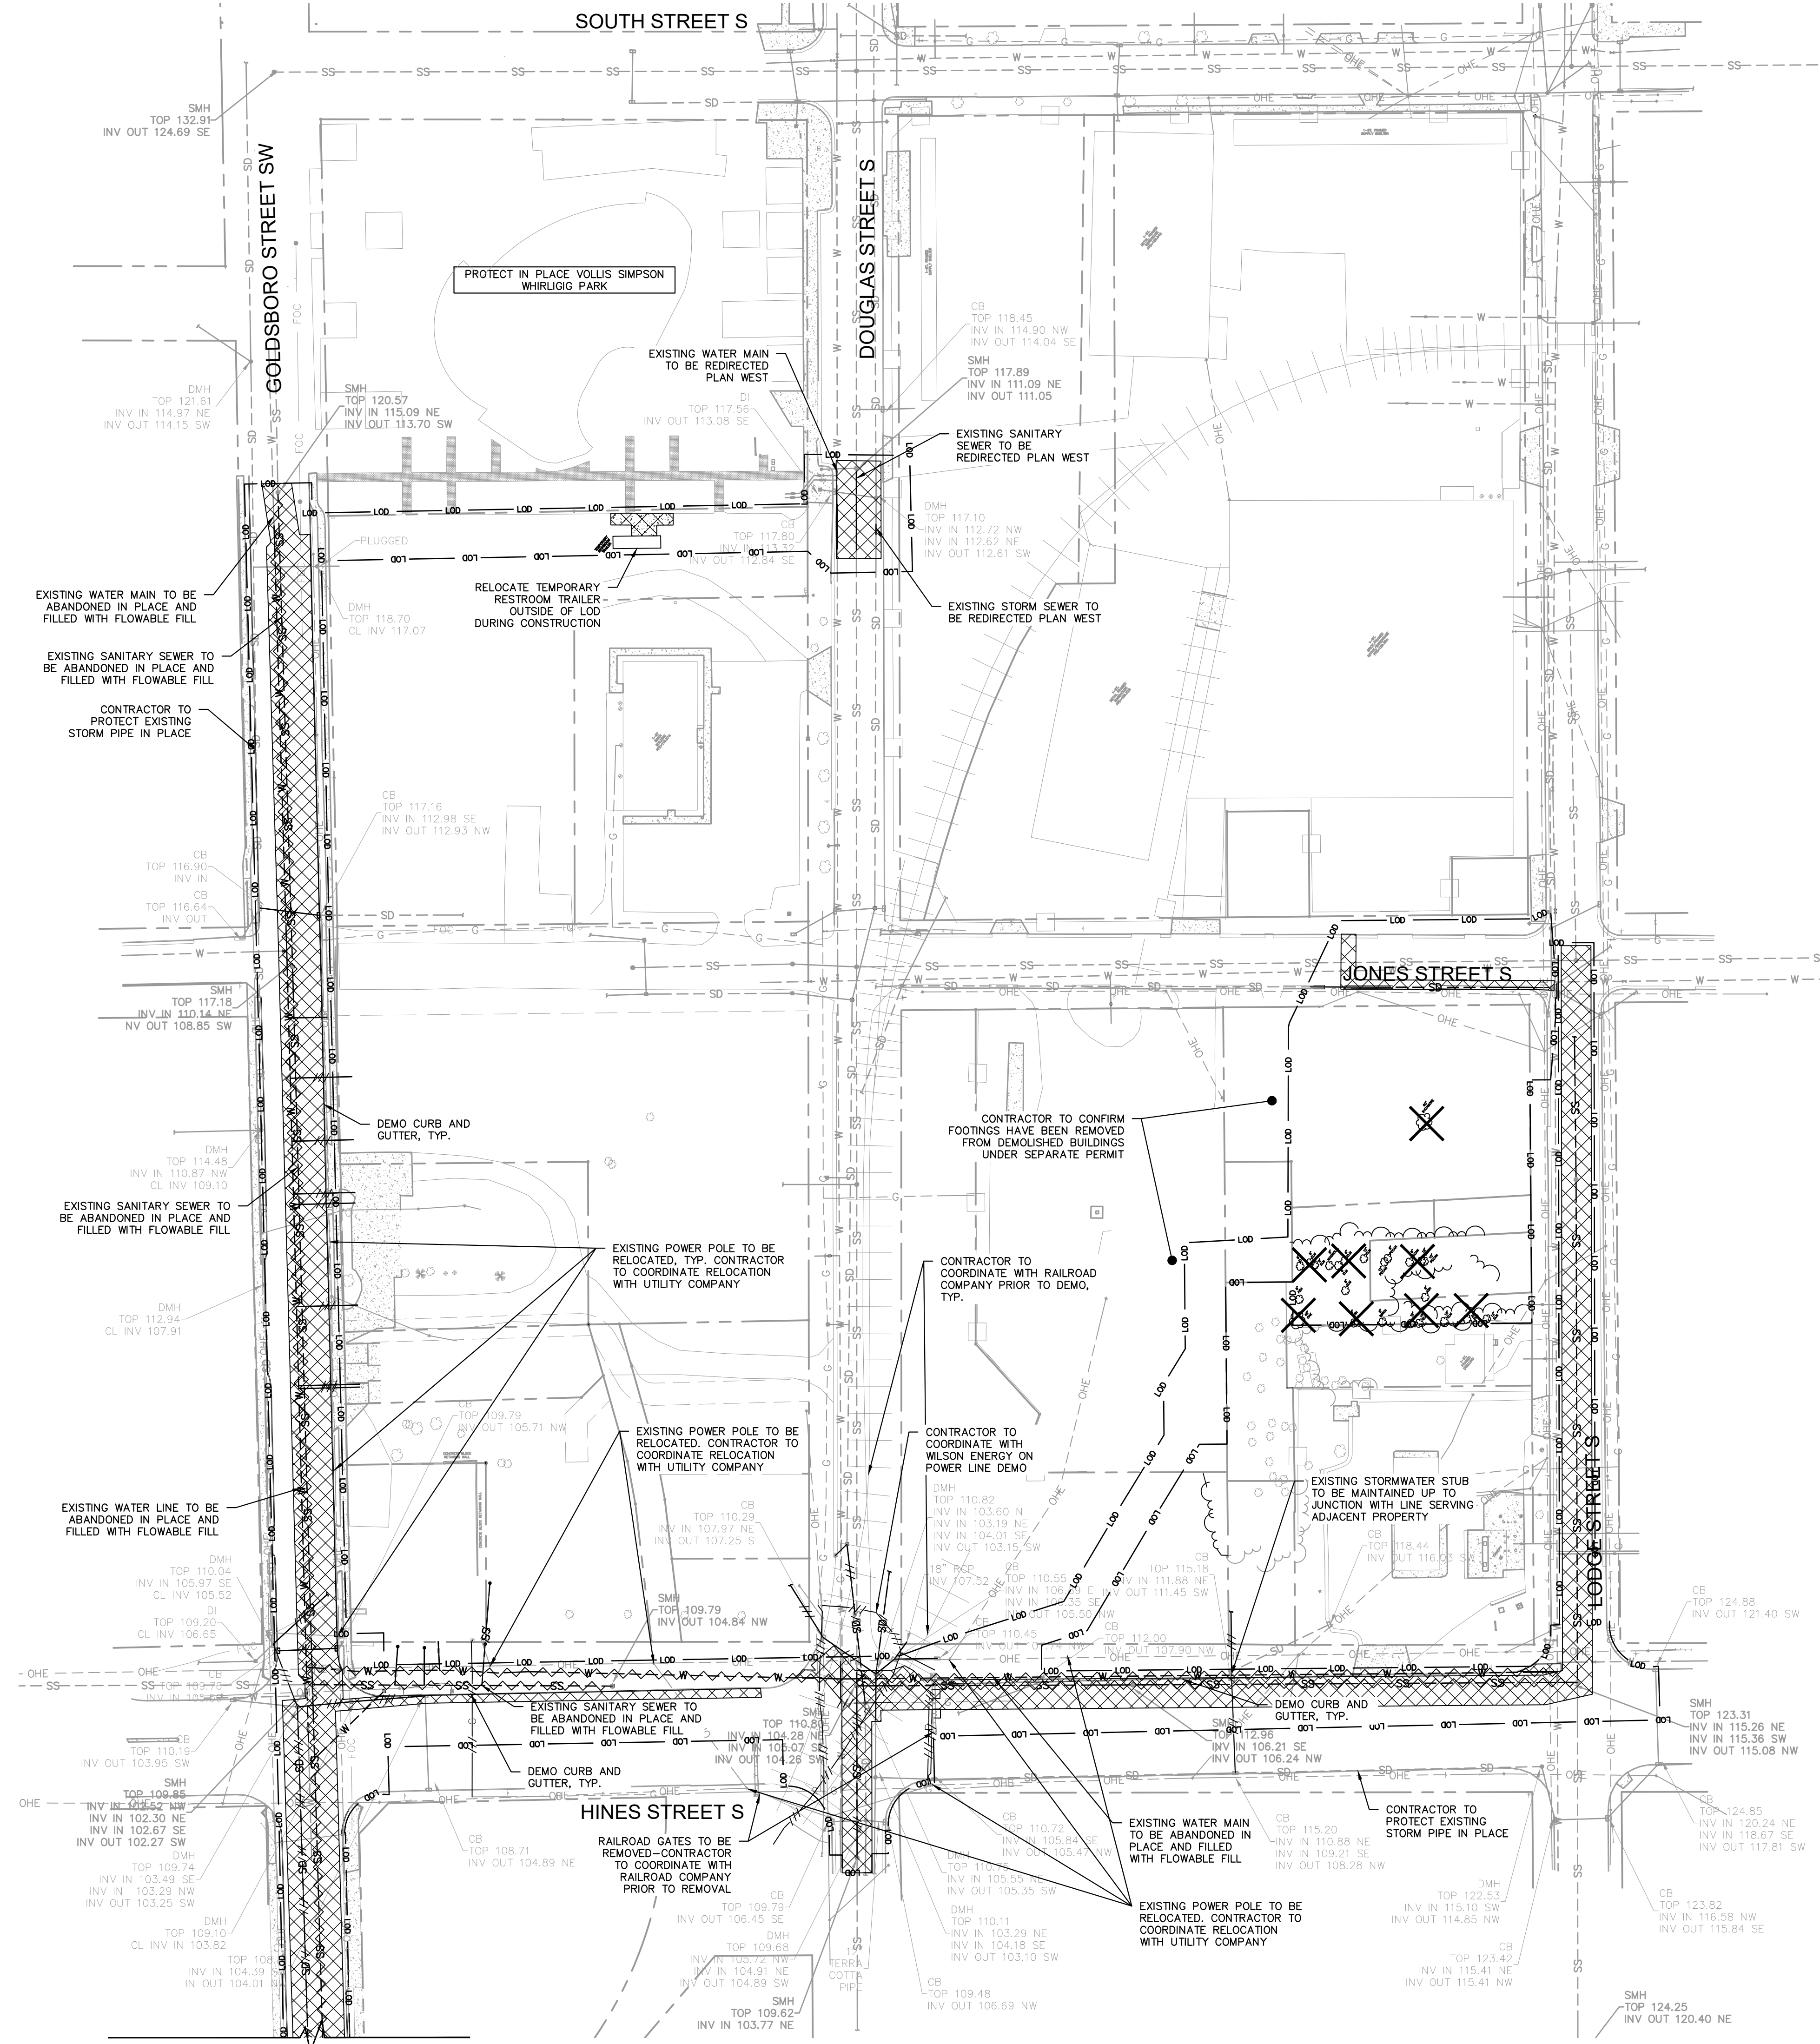 SOUTH STREET S
SMH
TOP 132.91
INV OUT 124.69 SE
GOLDSBORO STREET SW
DOUGLAS STREET S
PROTECT IN PLACE VOLLIS SIMPSON
WHIRLIGIG PARK
CB
TOP 118.45
INV IN 114.90 NW
INV OUT 114.04 SE
EXISTING WATER MAIN
TO BE REDIRECTED
PLAN WEST
SMH
TOP 117.89
INV IN 111.09 NE
INV OUT 111.05
DMH
TOP 121.61
INV IN 114.97 NE
INV OUT 114.15 SW
SMH
TOP 120.57
INV IN 115.09 NE
INV OUT 113.70 SW
DI
TOP 117.56
INV OUT 113.08 SE
EXISTING SANITARY
SEWER TO BE
REDIRECTED PLAN WEST
DMH
TOP 117.10
INV IN 112.72 NW
INV IN 112.62 NE
INV OUT 112.61 SW
CB
TOP 117.80
INV IN 113.32
INV OUT 112.84 SE
PLUGGED
EXISTING WATER MAIN TO BE
ABANDONED IN PLACE AND
FILLED WITH FLOWABLE FILL
RELOCATE TEMPORARY
RESTROOM TRAILER
OUTSIDE OF LOD
DURING CONSTRUCTION
DMH
TOP 118.70
CL INV 117.07
EXISTING STORM SEWER TO
BE REDIRECTED PLAN WEST
EXISTING SANITARY SEWER TO
BE ABANDONED IN PLACE AND
FILLED WITH FLOWABLE FILL
CONTRACTOR TO
PROTECT EXISTING
STORM PIPE IN PLACE
CB
TOP 117.16
INV IN 112.98 SE
INV OUT 112.93 NW
CB
TOP 116.90
INV IN
CB
TOP 116.64
INV OUT
JONES STREET S
SMH
TOP 117.18
INV IN 110.14 NE
NV OUT 108.85 SW
DEMO CURB AND
GUTTER, TYP.
CONTRACTOR TO CONFIRM
FOOTINGS HAVE BEEN REMOVED
FROM DEMOLISHED BUILDINGS
UNDER SEPARATE PERMIT
DMH
TOP 114.48
INV IN 110.87 NW
CL INV 109.10
EXISTING SANITARY SEWER TO
BE ABANDONED IN PLACE AND
FILLED WITH FLOWABLE FILL
EXISTING POWER POLE TO BE
RELOCATED, TYP. CONTRACTOR
TO COORDINATE RELOCATION
WITH UTILITY COMPANY
CONTRACTOR TO
COORDINATE WITH RAILROAD
COMPANY PRIOR TO DEMO,
TYP.
DMH
TOP 112.94
CL INV 107.91
CB
TOP 109.79
INV OUT 105.71 NW
EXISTING POWER POLE TO BE
RELOCATED. CONTRACTOR TO
COORDINATE RELOCATION
WITH UTILITY COMPANY
CONTRACTOR TO
COORDINATE WITH
WILSON ENERGY ON
POWER LINE DEMO
EXISTING STORMWATER STUB
TO BE MAINTAINED UP TO
JUNCTION WITH LINE SERVING
ADJACENT PROPERTY
LODGE STREET S
EXISTING WATER LINE TO BE
ABANDONED IN PLACE AND
FILLED WITH FLOWABLE FILL
DMH
TOP 110.82
INV IN 103.60 N
INV IN 103.19 NE
INV IN 104.01 SE
INV OUT 103.15 SW
CB
TOP 110.29
INV IN 107.97 NE
INV OUT 107.25 S
CB
TOP 118.44
INV OUT 116.03 SW
DMH
TOP 110.04
INV IN 105.97 SE
CL INV 105.52
DI
TOP 109.20
CL INV 106.65
18" RCP
INV 107.52
CB
TOP 110.55
CB
TOP 115.18
INV IN 111.88 NE
INV OUT 111.45 SW
SMH
TOP 109.79
INV OUT 104.84 NW
CB
TOP 110.45
CB
TOP 112.00
INV OUT 107.90 NW
CB
TOP 124.88
INV OUT 121.40 SW
EXISTING SANITARY SEWER TO
BE ABANDONED IN PLACE AND
FILLED WITH FLOWABLE FILL
SMH
TOP 110.80
INV IN 104.28 NE
INV IN 105.07 SE
INV OUT 104.26 SW
DEMO CURB AND
GUTTER, TYP.
SMH
TOP 112.96
INV IN 106.21 SE
INV OUT 106.24 NW
SMH
TOP 123.31
INV IN 115.26 NE
INV IN 115.36 SW
INV OUT 115.08 NW
CB
TOP 110.19
INV OUT 103.95 SW
DEMO CURB AND
GUTTER, TYP.
SMH
TOP 109.85
INV IN 102.52 NW
INV IN 102.30 NE
INV IN 102.67 SE
INV OUT 102.27 SW
HINES STREET S
RAILROAD GATES TO BE
REMOVED–CONTRACTOR
TO COORDINATE WITH
RAILROAD COMPANY
PRIOR TO REMOVAL
CB
TOP 108.71
INV OUT 104.89 NE
CB
TOP 110.72
INV IN 105.84 SE
INV OUT 105.47 NW
EXISTING WATER MAIN
TO BE ABANDONED IN
PLACE AND FILLED
WITH FLOWABLE FILL
CB
TOP 115.20
INV IN 110.88 NE
INV IN 109.21 SE
INV OUT 108.28 NW
CONTRACTOR TO
PROTECT EXISTING
STORM PIPE IN PLACE
CB
TOP 124.85
INV IN 120.24 NE
INV IN 118.67 SE
INV OUT 117.81 SW
DMH
TOP 109.74
INV IN 103.49 SE
INV IN 103.29 NW
INV OUT 103.25 SW
DMH
INV IN 105.55 NE
INV OUT 105.35 SW
CB
TOP 109.79
INV OUT 106.45 SE
EXISTING POWER POLE TO BE
RELOCATED. CONTRACTOR TO
COORDINATE RELOCATION
WITH UTILITY COMPANY
DMH
TOP 122.53
INV IN 115.10 SW
INV OUT 114.85 NW
CB
TOP 123.82
INV IN 116.58 NW
INV OUT 115.84 SE
DMH
TOP 109.10
CL INV IN 103.82
DMH
TOP 110.11
INV IN 103.29 NE
INV IN 104.18 SE
INV OUT 103.10 SW
DMH
TOP 109.68
INV IN 105.72 NW
INV IN 104.91 NE
INV OUT 104.89 SW
TERRA
COTTA
PIPE
CB
TOP 123.42
INV IN 115.41 NE
INV OUT 115.41 NW
INV IN 104.39
IN OUT 104.01
CB
TOP 109.48
INV OUT 106.69 NW
SMH
TOP 109.62
INV IN 103.77 NE
SMH
TOP 124.25
INV OUT 120.40 NE